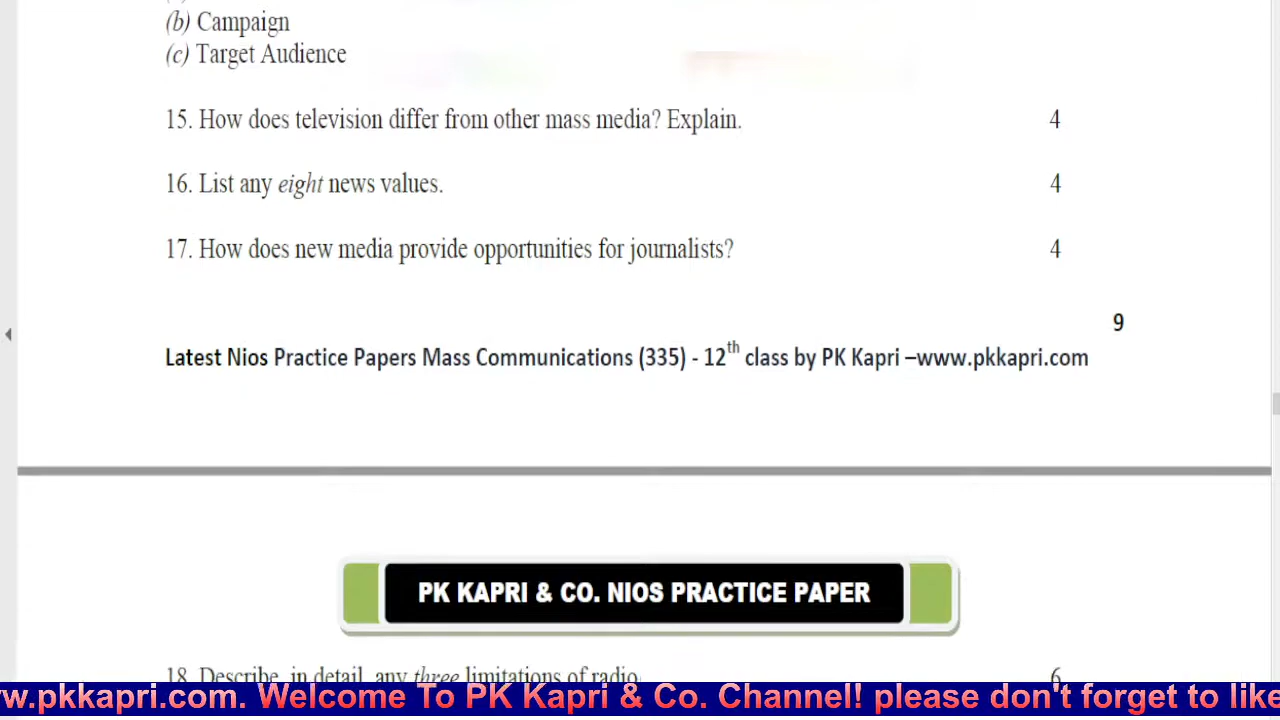 (b) Campaign
(c) Target Audience
15. How does television differ from other mass media? Explain. 4
16. List any eight news values. 4
17. How does new media provide opportunities for journalists? 4
9
Latest Nios Practice Papers Mass Communications (335) - 12th class by PK Kapri –www.pkkapri.com
PK KAPRI & CO. NIOS PRACTICE PAPER
18. Describe, in detail, any three limitations of radio. 6
w.pkkapri.com. Welcome To PK Kapri & Co. Channel! please don't forget to like